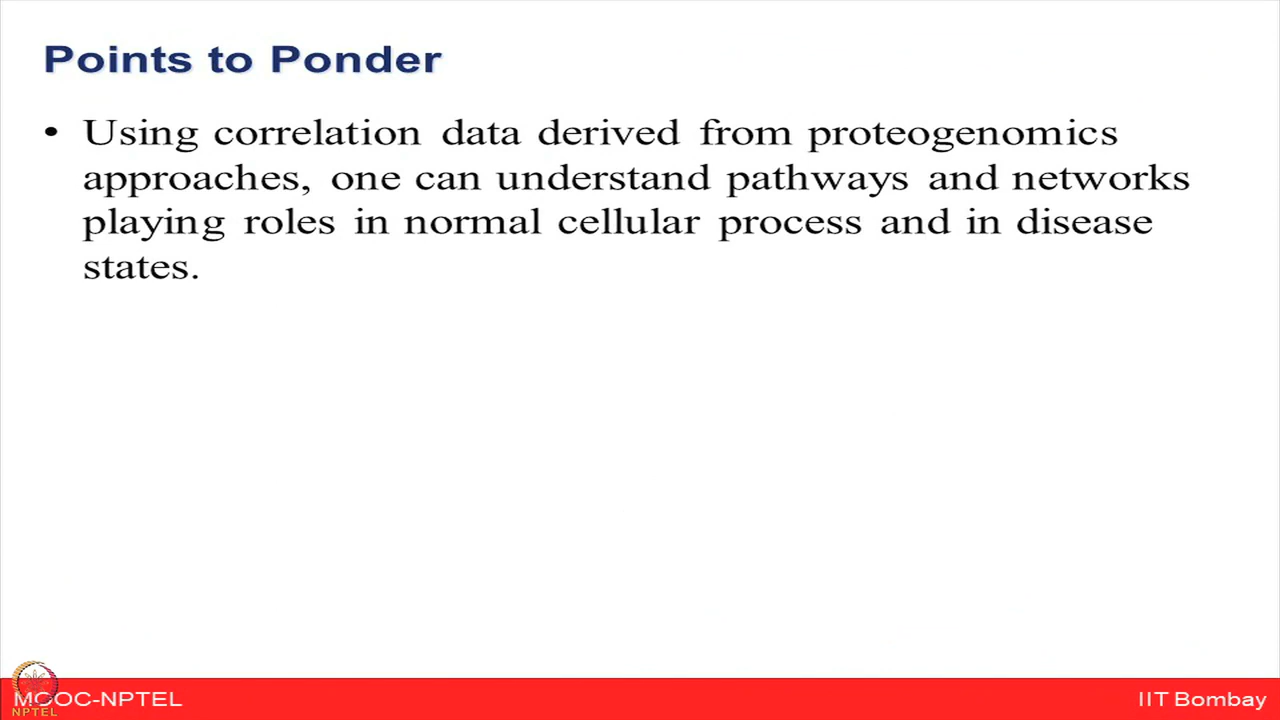 Points to Ponder
• Using correlation data derived from proteogenomics
approaches, one can understand pathways and networks
playing roles in normal cellular process and in disease
states.
MOOC-NPTEL
NPTEL
IIT Bombay